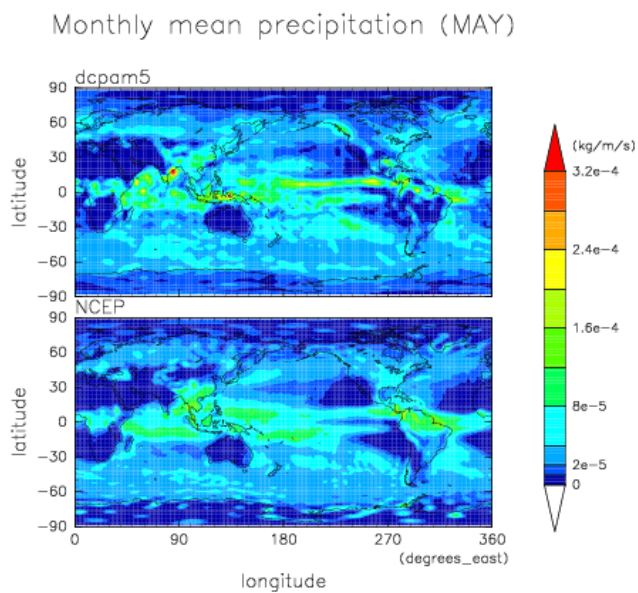 Monthly mean precipitation (MAY)
dcpam5
90
60
30
0
−30
−60
−90
latitude
NCEP
90
60
30
0
−30
−60
−90
latitude
0 90 180 270 360
(degrees_east)
longitude
(kg/m/s)
3.2e−4
2.4e−4
1.6e−4
8e−5
2e−5
0